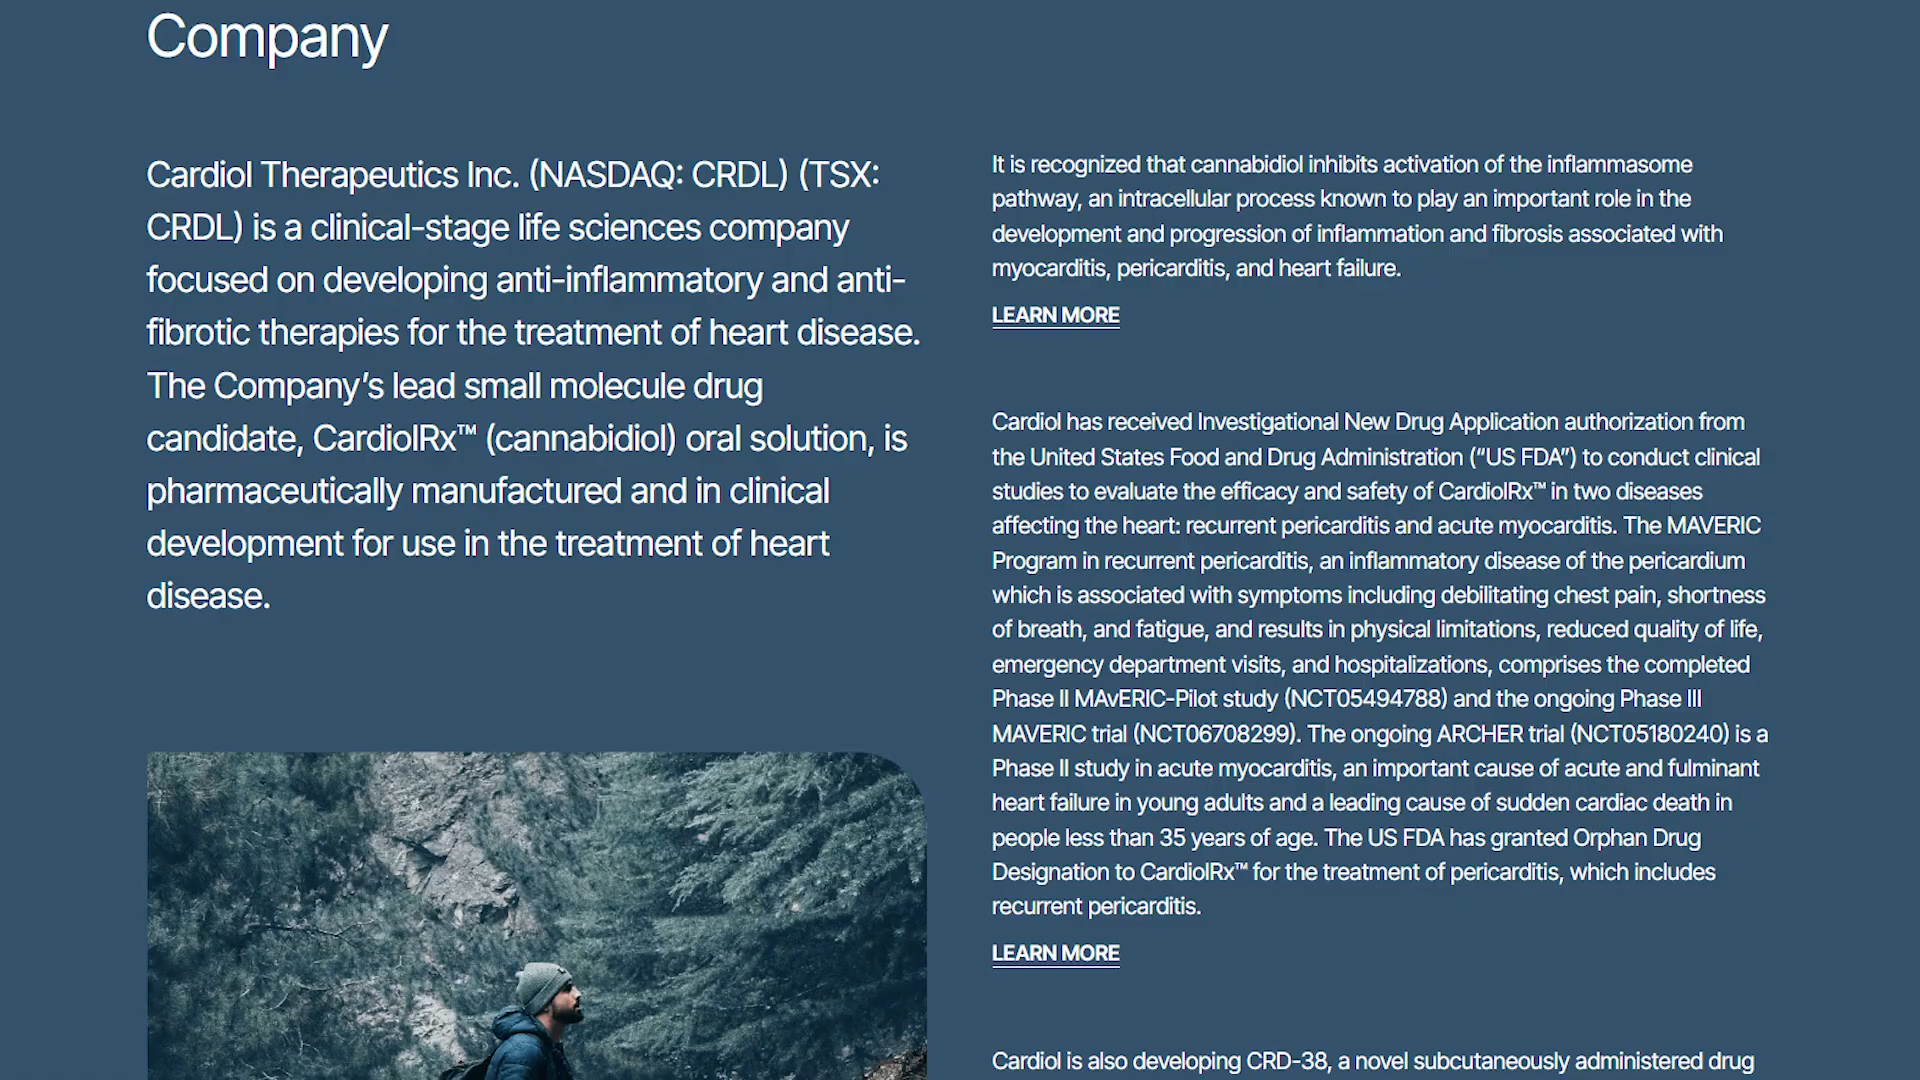 Company
Cardiol Therapeutics Inc. (NASDAQ: CRDL) (TSX:
CRDL) is a clinical-stage life sciences company
focused on developing anti-inflammatory and anti-
fibrotic therapies for the treatment of heart disease.
The Company’s lead small molecule drug
candidate, CardiolRx™ (cannabidiol) oral solution, is
pharmaceutically manufactured and in clinical
development for use in the treatment of heart
disease.
It is recognized that cannabidiol inhibits activation of the inflammasome
pathway, an intracellular process known to play an important role in the
development and progression of inflammation and fibrosis associated with
myocarditis, pericarditis, and heart failure.
LEARN MORE
Cardiol has received Investigational New Drug Application authorization from
the United States Food and Drug Administration (“US FDA”) to conduct clinical
studies to evaluate the efficacy and safety of CardiolRx™ in two diseases
affecting the heart: recurrent pericarditis and acute myocarditis. The MAVERIC
Program in recurrent pericarditis, an inflammatory disease of the pericardium
which is associated with symptoms including debilitating chest pain, shortness
of breath, and fatigue, and results in physical limitations, reduced quality of life,
emergency department visits, and hospitalizations, comprises the completed
Phase II MAvERIC-Pilot study (NCT05494788) and the ongoing Phase III
MAVERIC trial (NCT06708299). The ongoing ARCHER trial (NCT05180240) is a
Phase II study in acute myocarditis, an important cause of acute and fulminant
heart failure in young adults and a leading cause of sudden cardiac death in
people less than 35 years of age. The US FDA has granted Orphan Drug
Designation to CardiolRx™ for the treatment of pericarditis, which includes
recurrent pericarditis.
LEARN MORE
Cardiol is also developing CRD-38, a novel subcutaneously administered drug